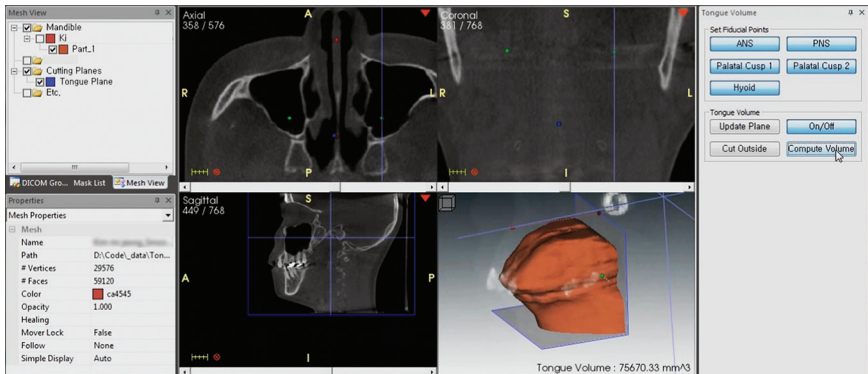 Mesh View
Mandible
Ki
Part_1
Cutting Planes
Tongue Plane
Etc.
DICOM Gro...
Mask List
Mesh View
Properties
Mesh Properties
Mesh
Name
Path D:\Code\_data\Ton...
# Vertices 29576
# Faces 59120
Color ca4545
Opacity 1.000
Healing
Mover Lock False
Follow None
Simple Display Auto
Axial
358 / 576
A
R
L
P
Coronal
381 / 768
S
R
L
I
Sagittal
449 / 768
S
A
P
I
Tongue Volume : 75670.33 mm^3
Tongue Volume
Set Fiducial Points
ANS PNS
Palatal Cusp 1 Palatal Cusp 2
Hyoid
Tongue Volume
Update Plane On/Off
Cut Outside Compute Volume